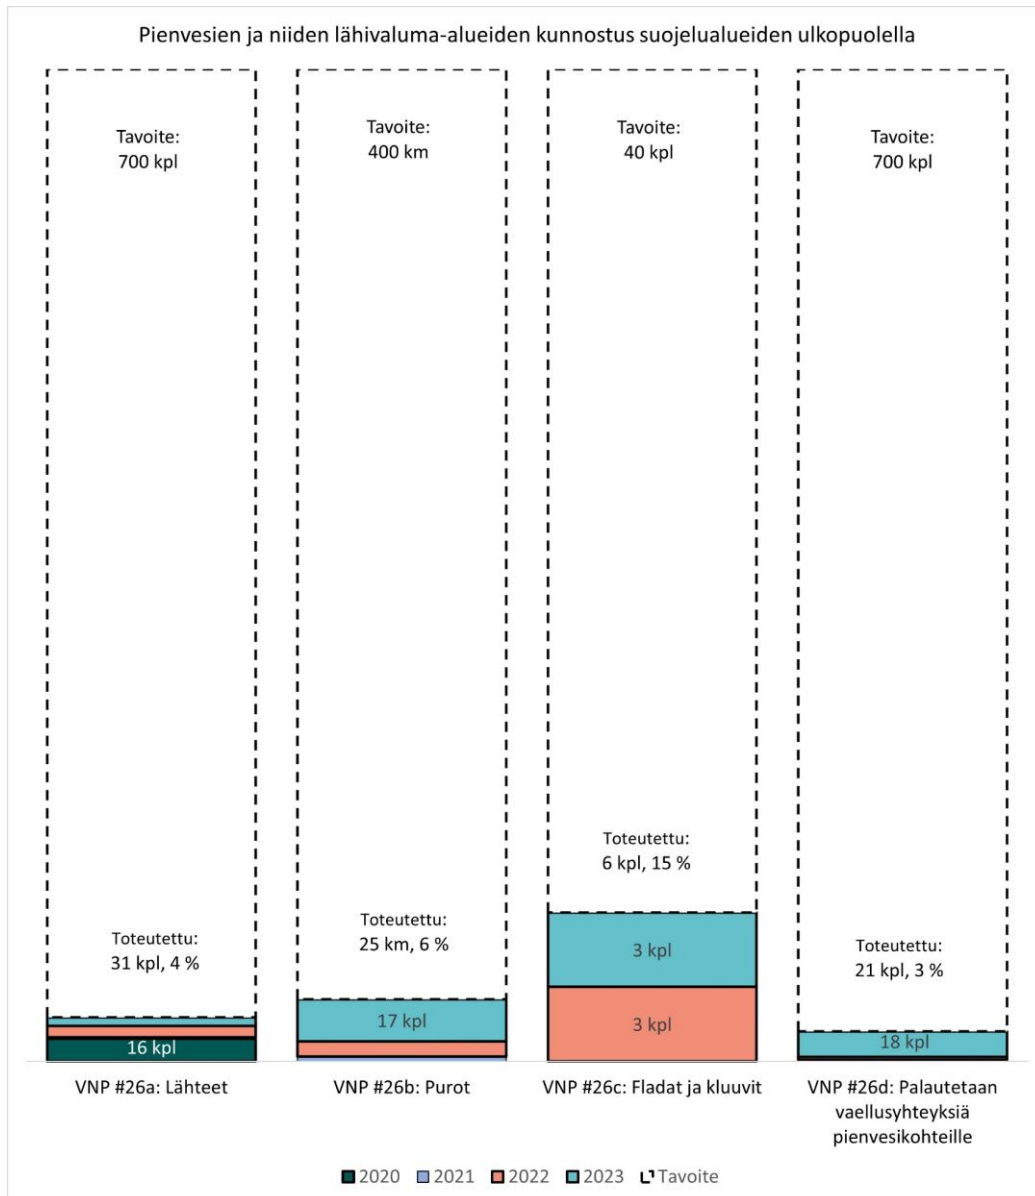 Pienvesien ja niiden lähivaluma-alueiden kunnostus suojelualueiden ulkopuolella
Tavoite:
700 kpl
Tavoite:
400 km
Tavoite:
40 kpl
Tavoite:
700 kpl
Toteutettu:
31 kpl, 4 %
Toteutettu:
25 km, 6 %
Toteutettu:
6 kpl, 15 %
Toteutettu:
21 kpl, 3 %
16 kpl
17 kpl
3 kpl
3 kpl
18 kpl
VNP #26a: Lähteet
VNP #26b: Purot
VNP #26c: Fladat ja kluuvit
VNP #26d: Palautetaan
vaellusyhteyksiä
pienvesikohteille
2020 2021 2022 2023 Tavoite